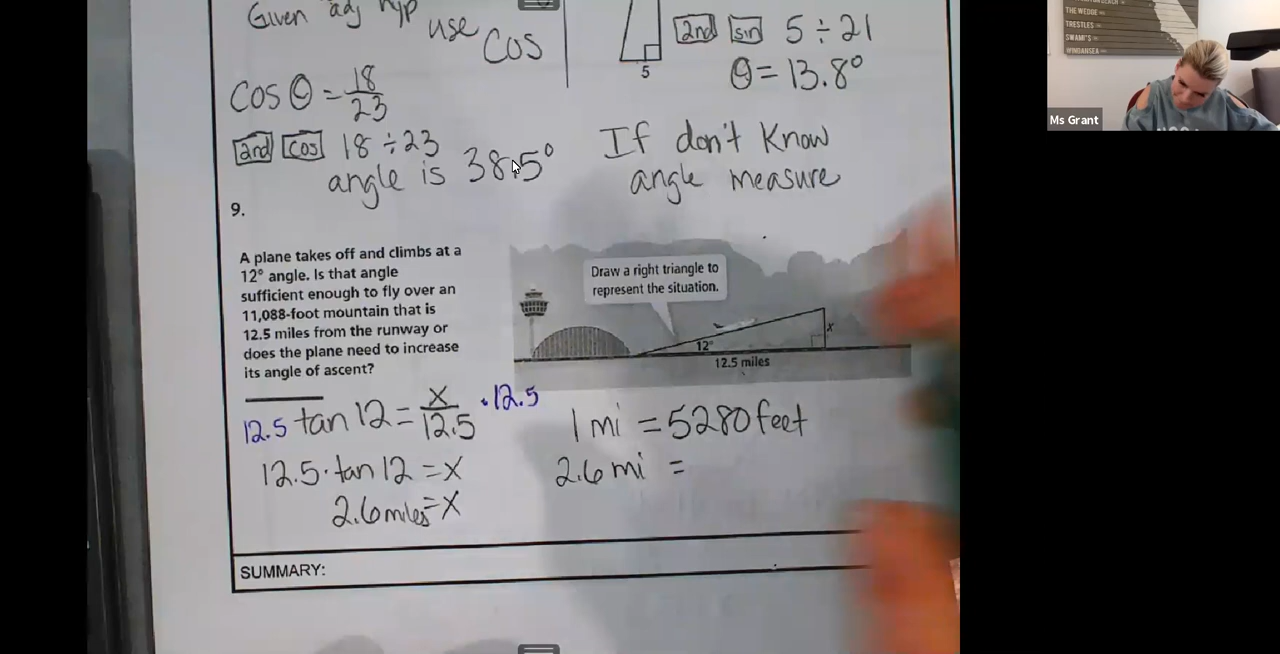 Given adj hyp
use cos
cos θ = 18/23
2nd cos 18 ÷ 23
angle is 38.5°
5
2nd sin 5 ÷ 21
θ = 13.8°
If don't know
angle measure
9.
A plane takes off and climbs at a
12° angle. Is that angle
sufficient enough to fly over an
11,088-foot mountain that is
12.5 miles from the runway or
does the plane need to increase
its angle of ascent?
Draw a right triangle to
represent the situation.
12°
x
12.5 miles
12.5 tan 12 = x/12.5 · 12.5
12.5 · tan 12 = x
2.6 miles = x
1 mi = 5280 feet
2.6 mi =
SUMMARY:
THE WEDGE
TRESTLES
SWAMI'S
WINDANSEA
Ms Grant